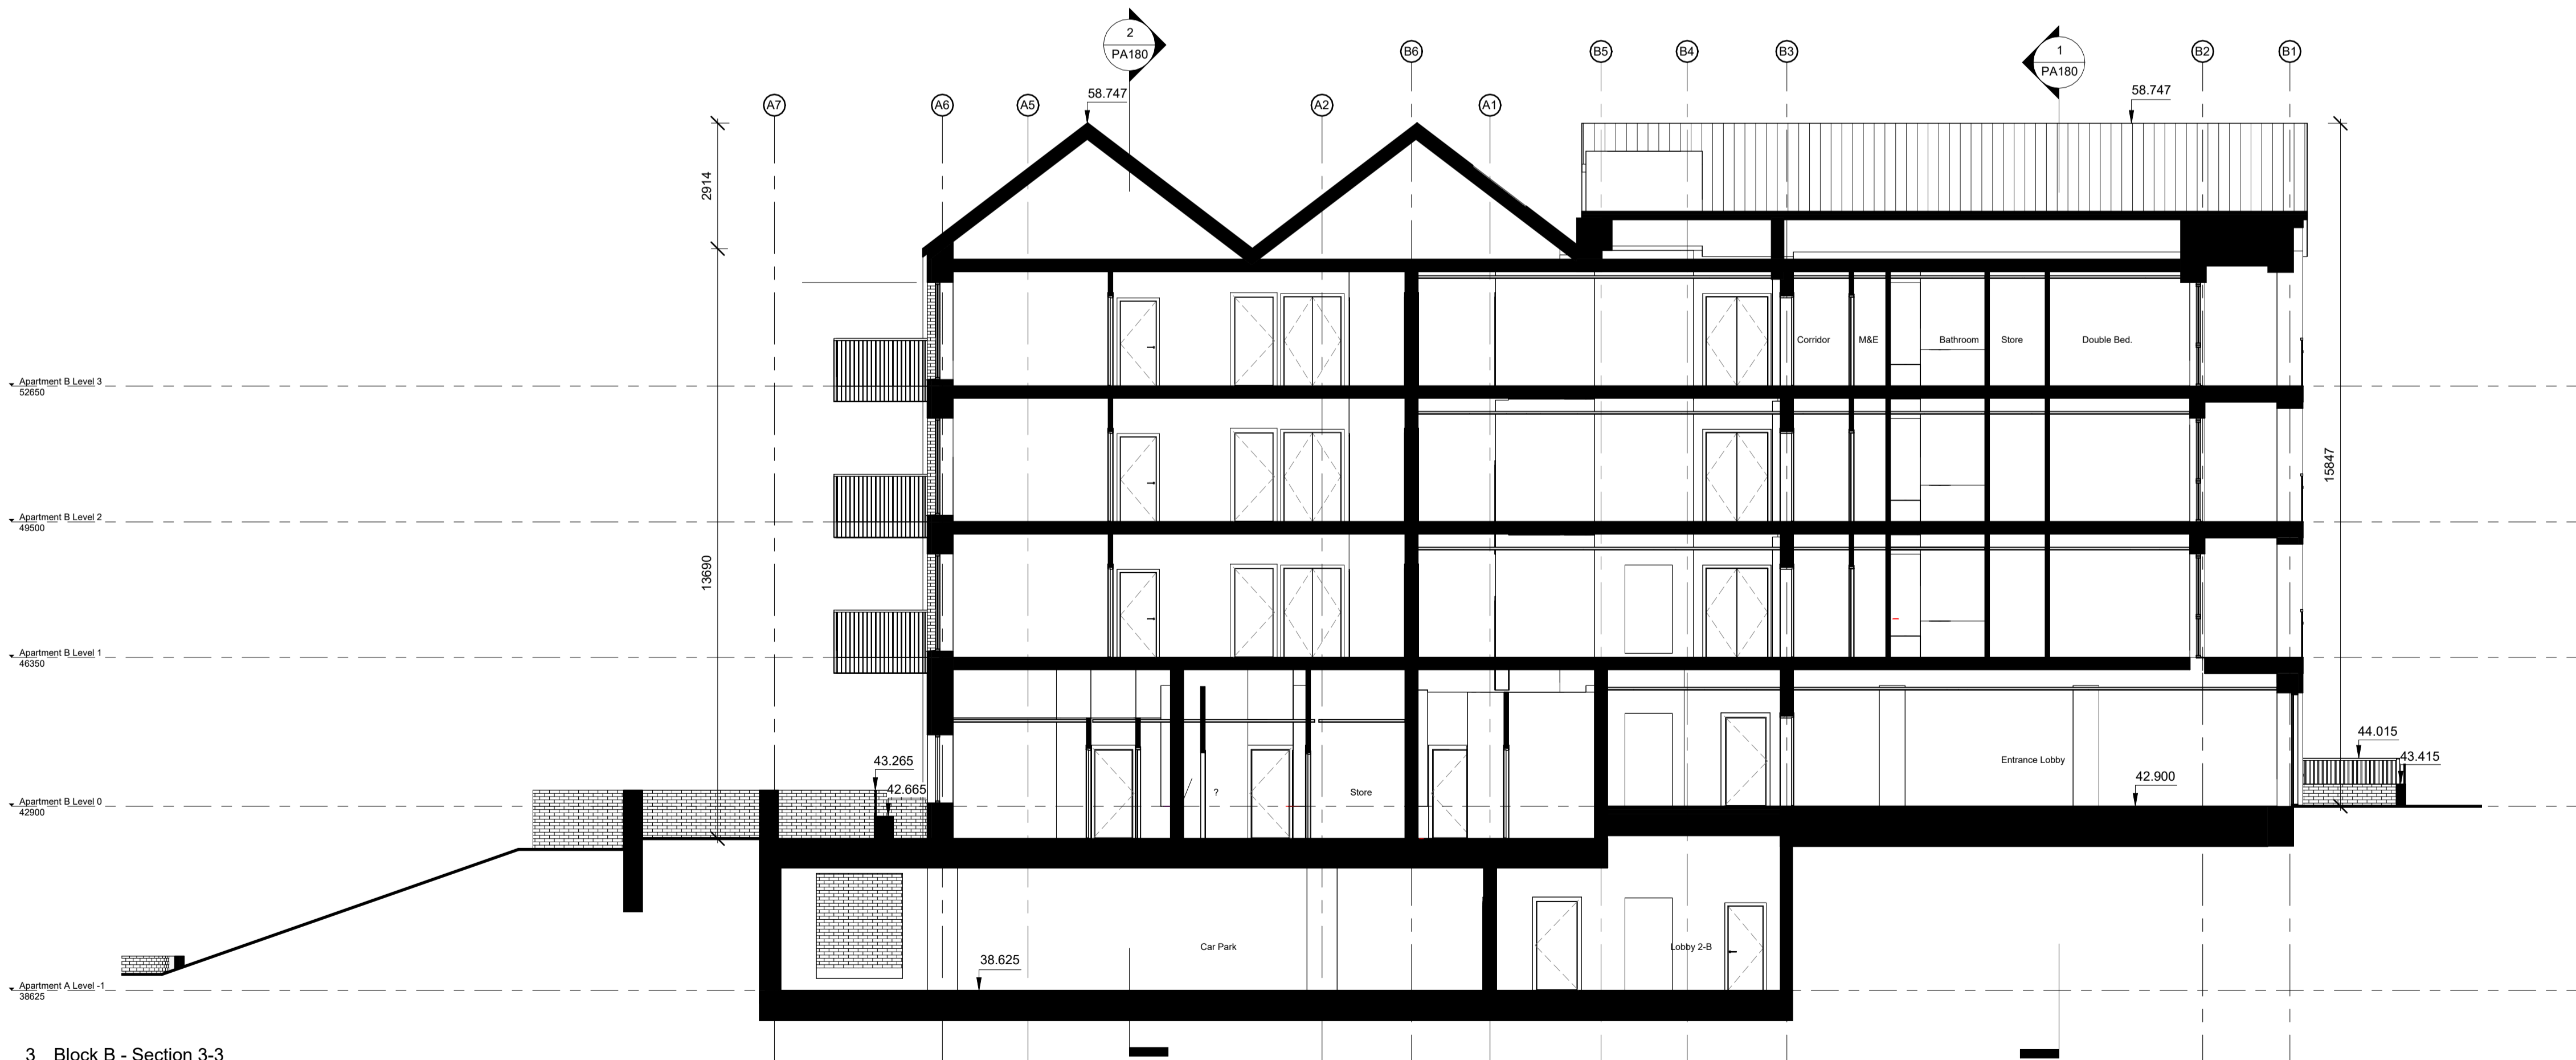 2
PA180
1
PA180
B6
B5
B4
B3
B2
B1
A7
A6
A5
A2
A1
58.747
58.747
2914
13690
15847
Corridor
M&E
Bathroom
Store
Double Bed.
Apartment B Level 3
52650
Apartment B Level 2
49500
Apartment B Level 1
46350
44.015
43.415
43.265
42.665
Entrance Lobby
42.900
?
Store
Apartment B Level 0
42900
Car Park
Lobby 2-B
38.625
Apartment A Level -1
38625
3 Block B - Section 3-3